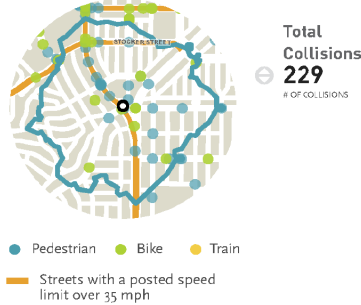 STOCKER STREET
Total
Collisions
229
# OF COLLISIONS
Pedestrian
Bike
Train
Streets with a posted speed
limit over 35 mph